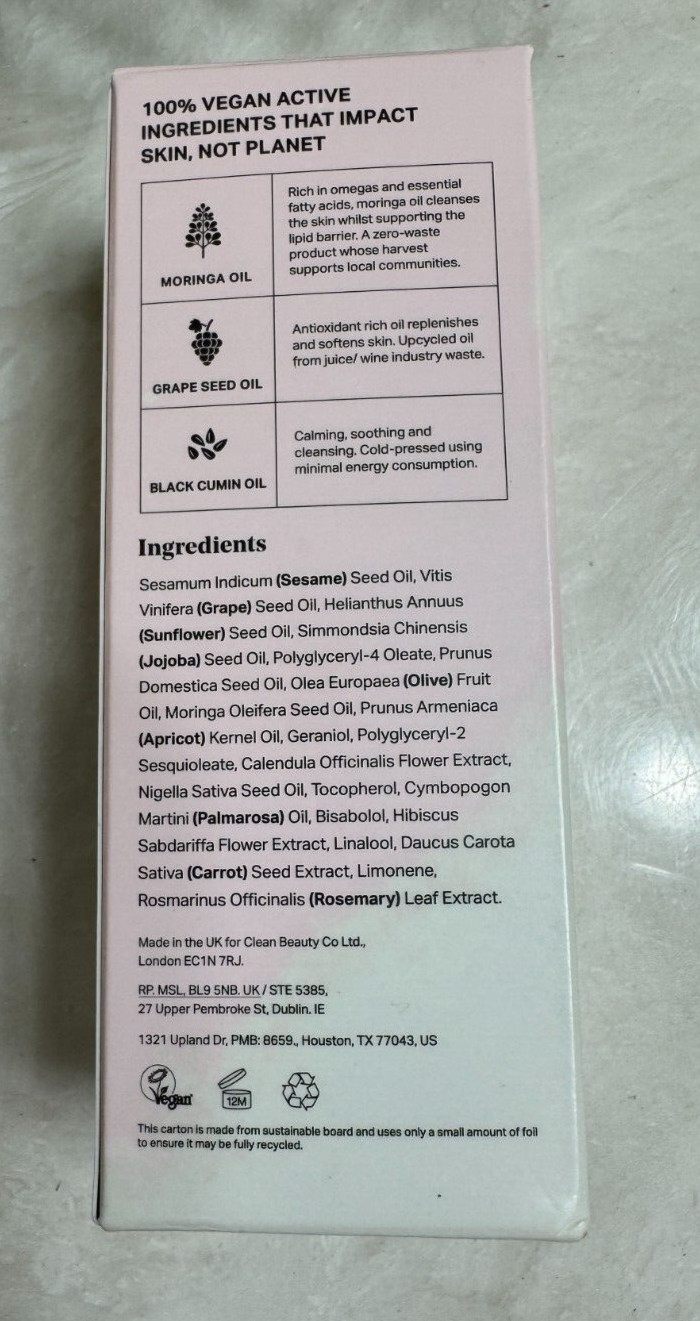 100% VEGAN ACTIVE
INGREDIENTS THAT IMPACT
SKIN, NOT PLANET
MORINGA OIL
Rich in omegas and essential
fatty acids, moringa oil cleanses
the skin whilst supporting the
lipid barrier. A zero-waste
product whose harvest
supports local communities.
GRAPE SEED OIL
Antioxidant rich oil replenishes
and softens skin. Upcycled oil
from juice/ wine industry waste.
BLACK CUMIN OIL
Calming, soothing and
cleansing. Cold-pressed using
minimal energy consumption.
Ingredients
Sesamum Indicum (Sesame) Seed Oil, Vitis
Vinifera (Grape) Seed Oil, Helianthus Annuus
(Sunflower) Seed Oil, Simmondsia Chinensis
(Jojoba) Seed Oil, Polyglyceryl-4 Oleate, Prunus
Domestica Seed Oil, Olea Europaea (Olive) Fruit
Oil, Moringa Oleifera Seed Oil, Prunus Armeniaca
(Apricot) Kernel Oil, Geraniol, Polyglyceryl-2
Sesquioleate, Calendula Officinalis Flower Extract,
Nigella Sativa Seed Oil, Tocopherol, Cymbopogon
Martini (Palmarosa) Oil, Bisabolol, Hibiscus
Sabdariffa Flower Extract, Linalool, Daucus Carota
Sativa (Carrot) Seed Extract, Limonene,
Rosmarinus Officinalis (Rosemary) Leaf Extract.
Made in the UK for Clean Beauty Co Ltd.,
London EC1N 7RJ.
RP. MSL, BL9 5NB. UK / STE 5385,
27 Upper Pembroke St, Dublin. IE
1321 Upland Dr, PMB: 8659., Houston, TX 77043, US
Vegan
12M
This carton is made from sustainable board and uses only a small amount of foil
to ensure it may be fully recycled.